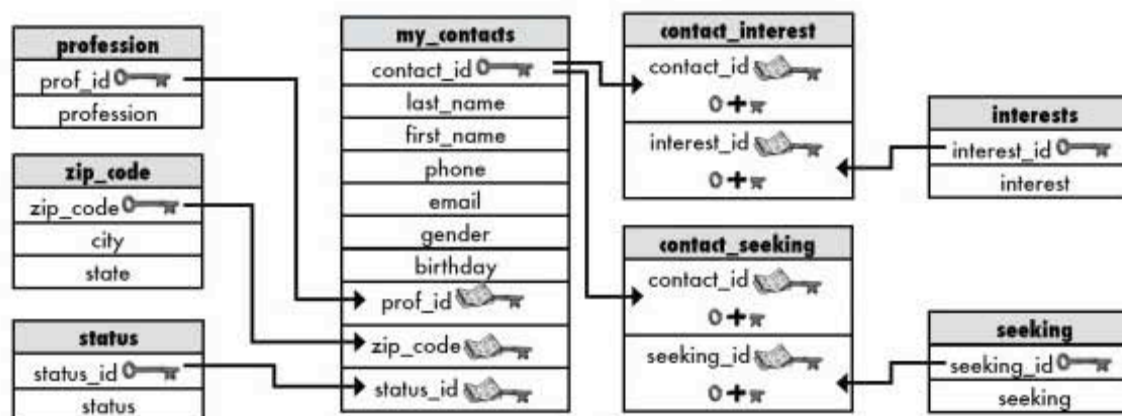 profession
prof_id
profession
zip_code
zip_code
city
state
status
status_id
status
my_contacts
contact_id
last_name
first_name
phone
email
gender
birthday
prof_id
zip_code
status_id
contact_interest
contact_id
+
interest_id
+
contact_seeking
contact_id
+
seeking_id
+
interests
interest_id
interest
seeking
seeking_id
seeking